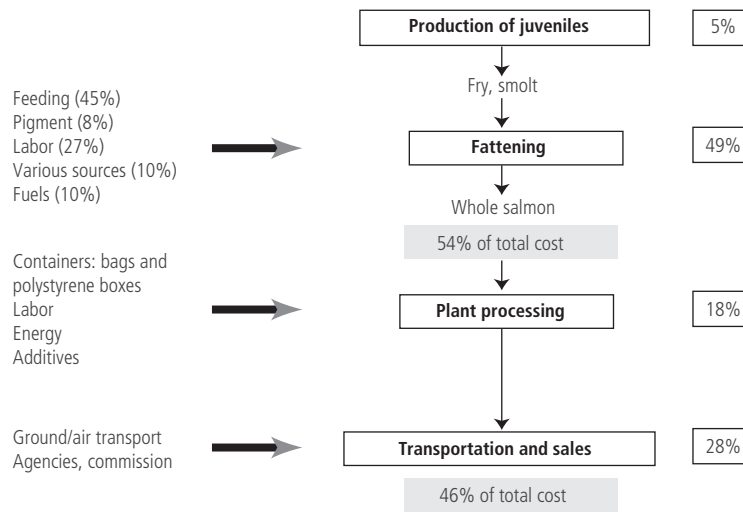 Production of juveniles
5%
Fry, smolt
Feeding (45%)
Pigment (8%)
Labor (27%)
Various sources (10%)
Fuels (10%)
Fattening
49%
Whole salmon
54% of total cost
Containers: bags and
polystyrene boxes
Labor
Energy
Additives
Plant processing
18%
Ground/air transport
Agencies, commission
Transportation and sales
28%
46% of total cost